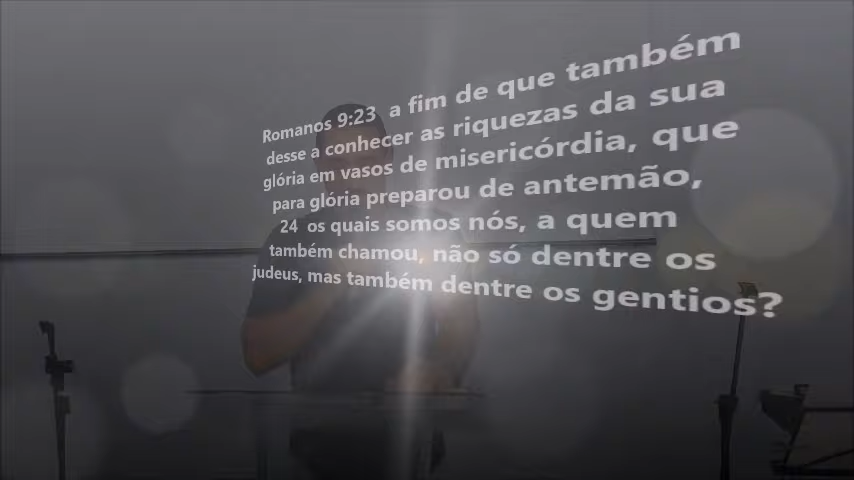 Romanos 9:23 a fim de que também
desse a conhecer as riquezas da sua
glória em vasos de misericórdia, que
para glória preparou de antemão,
24 os quais somos nós, a quem
também chamou, não só dentre os
judeus, mas também dentre os gentios?